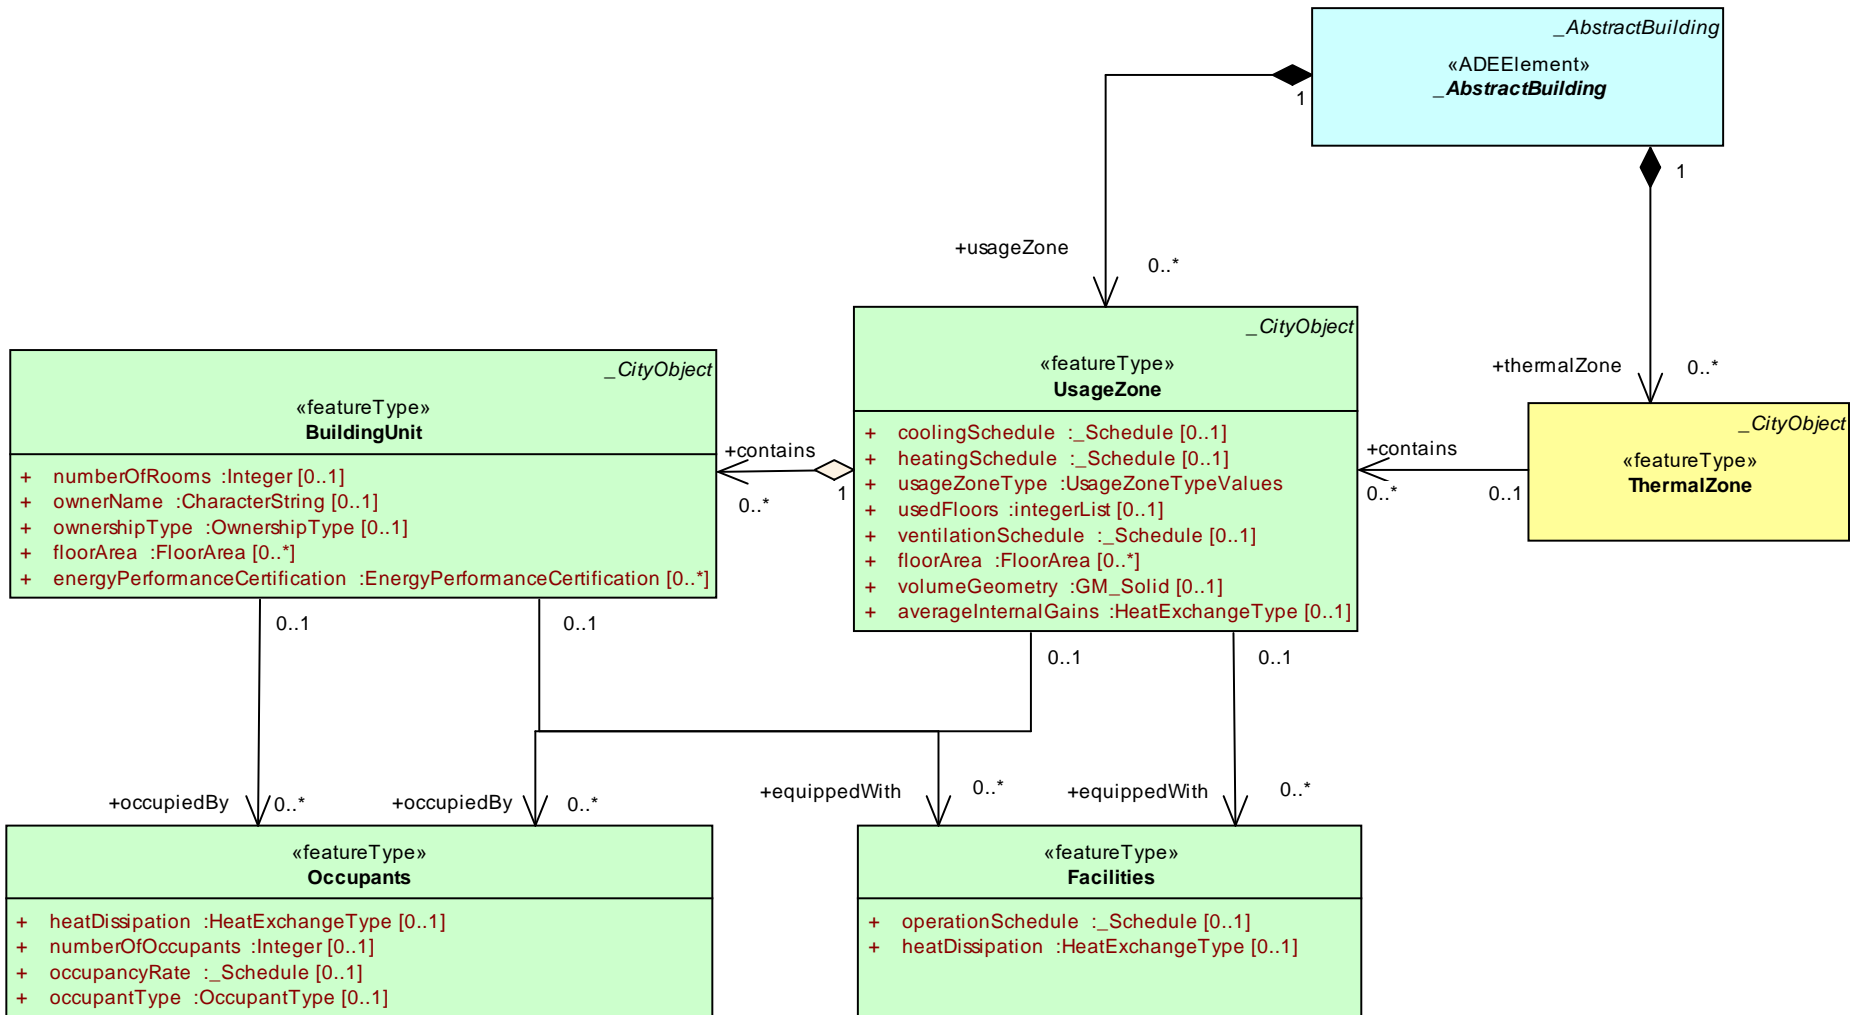 _AbstractBuilding
«ADEElement»
_AbstractBuilding
1
1
+usageZone
0..*
+thermalZone
0..*
_CityObject
«featureType»
BuildingUnit
+ numberOfRooms :Integer [0..1]
+ ownerName :CharacterString [0..1]
+ ownershipType :OwnershipType [0..1]
+ floorArea :FloorArea [0..*]
+ energyPerformanceCertification :EnergyPerformanceCertification [0..*]
+contains
0..*
1
_CityObject
«featureType»
UsageZone
+ coolingSchedule :_Schedule [0..1]
+ heatingSchedule :_Schedule [0..1]
+ usageZoneType :UsageZoneTypeValues
+ usedFloors :integerList [0..1]
+ ventilationSchedule :_Schedule [0..1]
+ floorArea :FloorArea [0..*]
+ volumeGeometry :GM_Solid [0..1]
+ averageInternalGains :HeatExchangeType [0..1]
+contains
0..*
0..1
_CityObject
«featureType»
ThermalZone
0..1
0..1
0..1
0..1
+occupiedBy
0..*
+occupiedBy
0..*
+equippedWith
0..*
+equippedWith
0..*
«featureType»
Occupants
+ heatDissipation :HeatExchangeType [0..1]
+ numberOfOccupants :Integer [0..1]
+ occupancyRate :_Schedule [0..1]
+ occupantType :OccupantType [0..1]
«featureType»
Facilities
+ operationSchedule :_Schedule [0..1]
+ heatDissipation :HeatExchangeType [0..1]